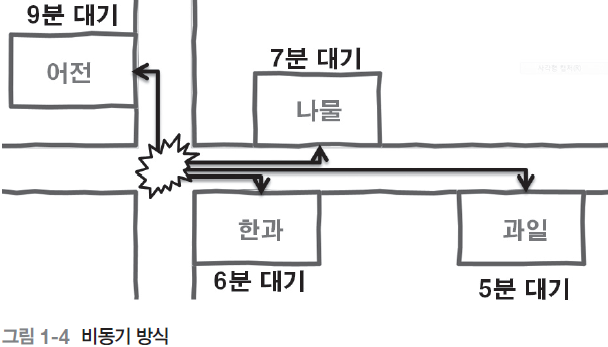 9분 대기
어전
7분 대기
나물
한과
6분 대기
과일
5분 대기
그림 1-4 비동기 방식